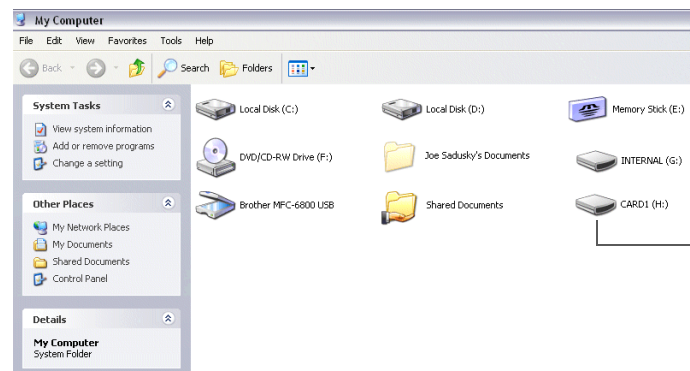 My Computer
File Edit View Favorites Tools Help
Back Search Folders
System Tasks
View system information
Add or remove programs
Change a setting
Other Places
My Network Places
My Documents
Shared Documents
Control Panel
Details
My Computer
System Folder
Local Disk (C:) Local Disk (D:) Memory Stick (E:)
DVD/CD-RW Drive (F:) Joe Sadusky's Documents INTERNAL (G:)
Brother MFC-6800 USB Shared Documents CARD1 (H:)